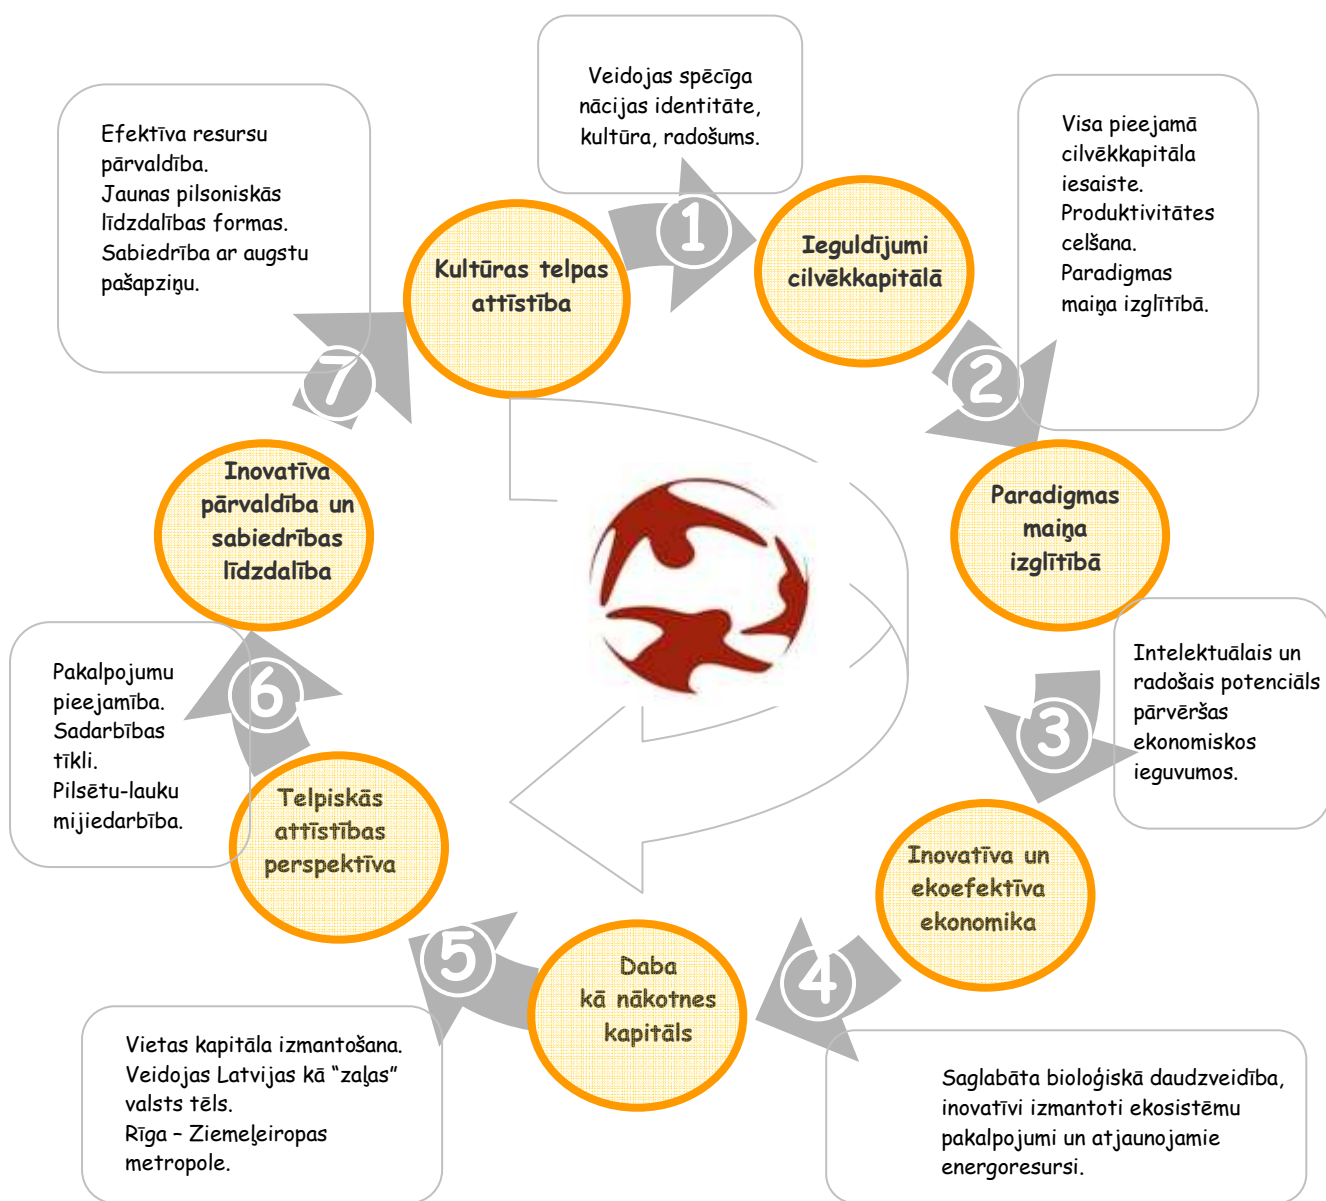 Veidojas spēcīga
nācijas identitāte,
kultūra, radošums.
1
Kultūras telpas
attīstība
Ieguldījumi
cilvēkkapitālā
Visa pieejamā
cilvēkkapitāla
iesaiste.
Produktivitātes
celšana.
Paradigmas
maiņa izglītībā.
2
Paradigmas
maiņa
izglītībā
Intelektuālais un
radošais potenciāls
pārvēršas
ekonomiskos
ieguvumos.
3
Inovatīva un
ekoefektīva
ekonomika
4
Saglabāta bioloģiskā daudzveidība,
inovatīvi izmantoti ekosistēmu
pakalpojumi un atjaunojamie
energoresursi.
Daba
kā nākotnes
kapitāls
5
Vietas kapitāla izmantošana.
Veidojas Latvijas kā “zaļas”
valsts tēls.
Rīga – Ziemeļeiropas
metropole.
Telpiskās
attīstības
perspektīva
6
Pakalpojumu
pieejamība.
Sadarbības
tīkli.
Pilsētu-lauku
mijiedarbība.
Inovatīva
pārvaldība un
sabiedrības
līdzdalība
7
Efektīva resursu
pārvaldība.
Jaunas pilsoniskās
līdzdalības formas.
Sabiedrība ar augstu
pašapziņu.